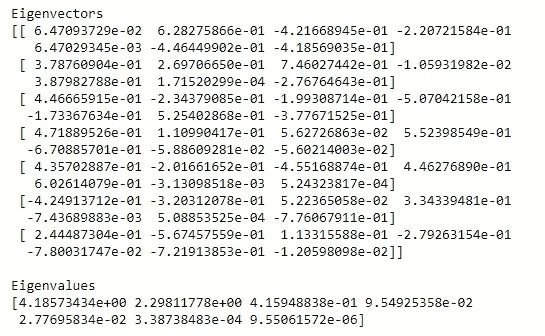 Eigenvectors
[[ 6.47093729e-02  6.28275866e-01 -4.21668945e-01 -2.20721584e-01
   6.47029345e-03 -4.46449902e-01 -4.18569035e-01]
 [ 3.78760904e-01  2.69706650e-01  7.46027442e-01 -1.05931982e-02
   3.87982788e-01  1.71520299e-04 -2.76764643e-01]
 [ 4.46665915e-01 -2.34379085e-01 -1.99308714e-01 -5.07042158e-01
  -1.73367634e-01  5.25402868e-01 -3.77671525e-01]
 [ 4.71889526e-01  1.10990417e-01  5.62726863e-02  5.52398549e-01
  -6.70885701e-01 -5.88609281e-02 -5.60214003e-02]
 [ 4.35702887e-01 -2.01661652e-01 -4.55168874e-01  4.46276890e-01
   6.02614079e-01 -3.13098518e-03  5.24323817e-04]
 [-4.24913712e-01 -3.20312078e-01  5.22365058e-02  3.34339481e-01
  -7.43689883e-03  5.08853525e-04 -7.76067911e-01]
 [ 2.44487304e-01 -5.67457559e-01  1.13315588e-01 -2.79263154e-01
  -7.80031747e-02 -7.21913853e-01 -1.20598098e-02]]
Eigenvalues
[4.18573434e+00 2.29811778e+00 4.15948838e-01 9.54925358e-02
 2.77695834e-02 3.38738483e-04 9.55061572e-06]